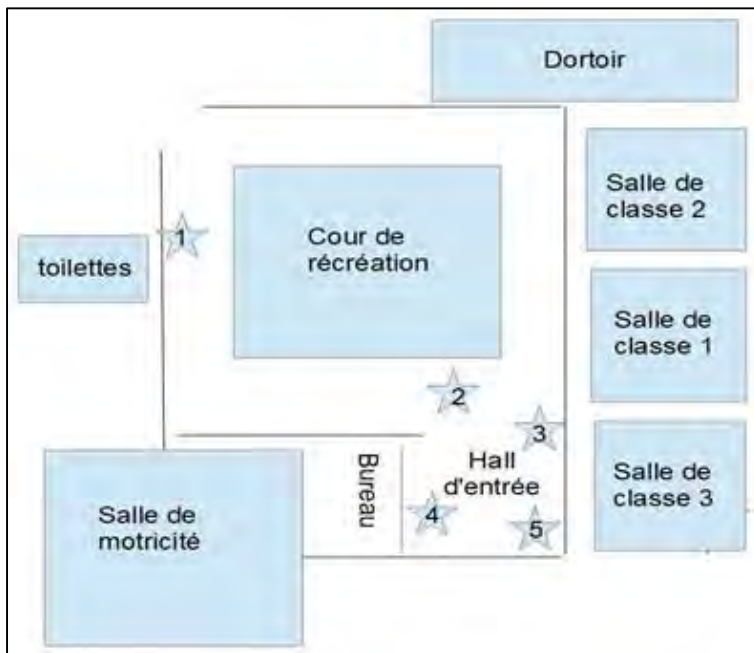 Dortoir
Salle de
classe 2
1
Cour de
récréation
toilettes
Salle de
classe 1
2
3
Bureau
Hall
d'entrée
Salle de
classe 3
Salle de
motricité
4
5